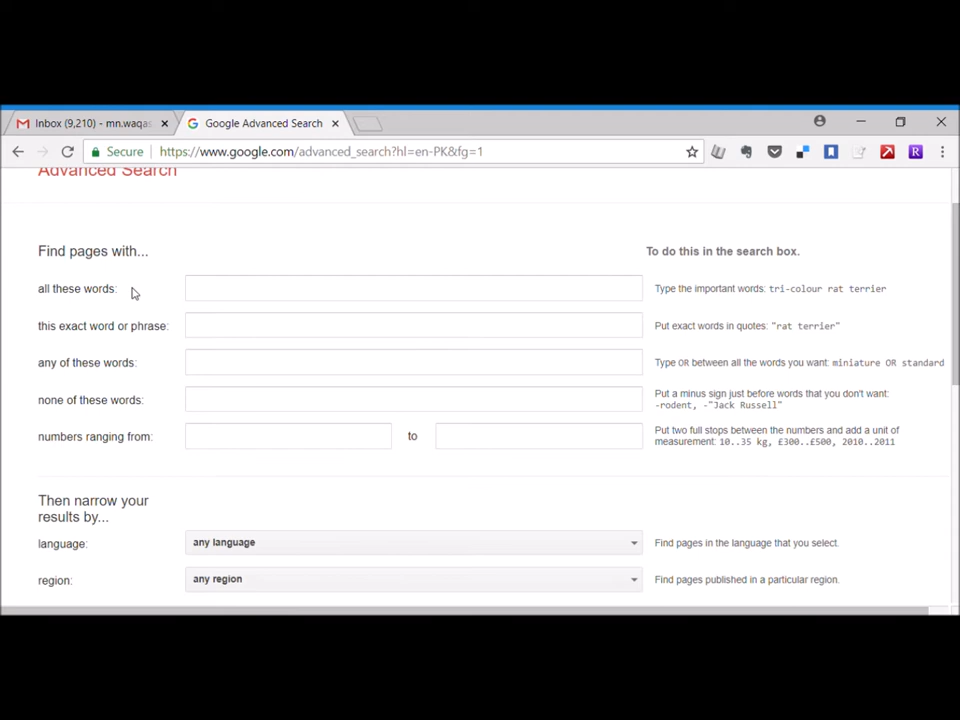 Inbox (9,210) - mn.waqas
Google Advanced Search
Secure
https://www.google.com/advanced_search?hl=en-PK&fg=1
Advanced Search
Find pages with...
To do this in the search box.
all these words:
Type the important words: tri-colour rat terrier
this exact word or phrase:
Put exact words in quotes: "rat terrier"
any of these words:
Type OR between all the words you want: miniature OR standard
none of these words:
Put a minus sign just before words that you don't want:
-rodent, -"Jack Russell"
numbers ranging from:
to
Put two full stops between the numbers and add a unit of
measurement: 10..35 kg, £300..£500, 2010..2011
Then narrow your
results by...
language:
any language
Find pages in the language that you select.
region:
any region
Find pages published in a particular region.